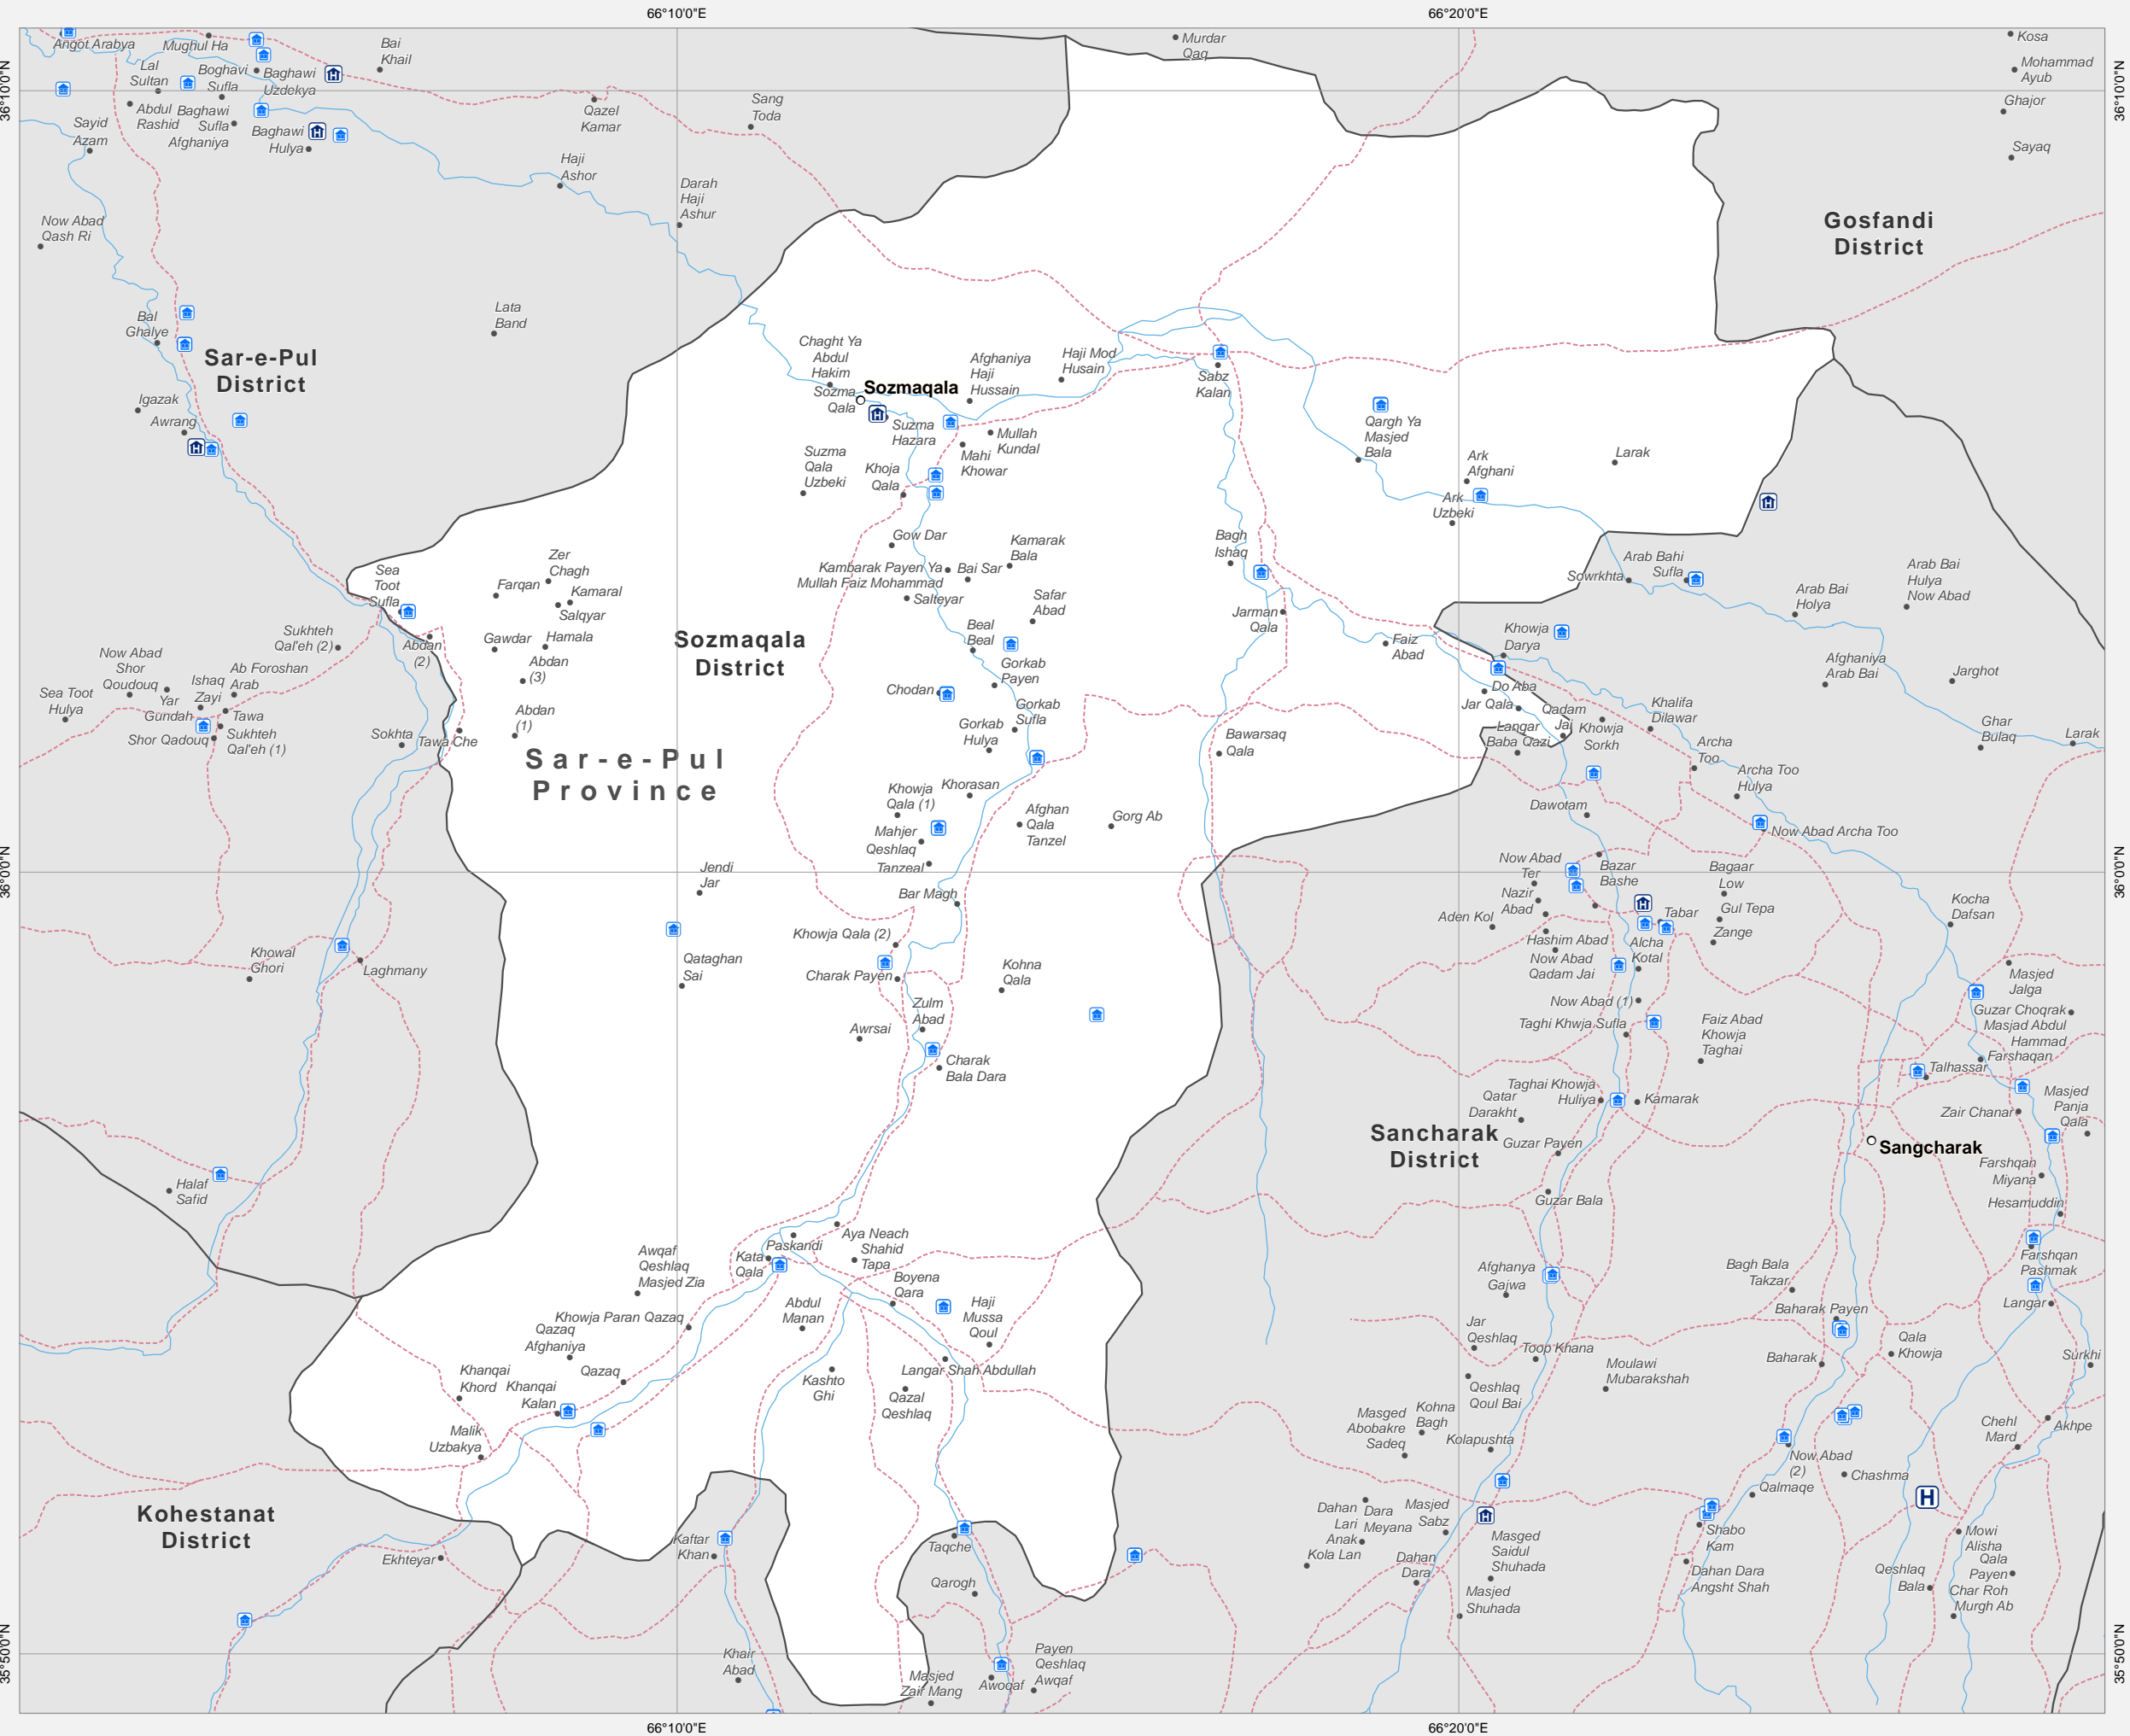 66°10'0"E
66°20'0"E
36°10'0"N
36°10'0"N
Angot Arabya
Mughul Ha
Bai
Khail
Murdar
Qaq
Kosa
Mohammad
Ayub
Lal
Sultan
Boghavi
Sufla
Baghawi
Uzdekya
Abdul
Rashid
Baghawi
Sufla
Afghaniya
Baghawi
Hulya
Sayid
Azam
Qazel
Kamar
Sang
Toda
Ghajor
Sayaq
Haji
Ashor
Darah
Haji
Ashur
Now Abad
Qash Ri
Gosfandi
District
Lata
Band
Bal
Ghalye
Sar-e-Pul
District
Igazak
Awrang
Chaght Ya
Abdul
Hakim
Sozma
Qala
Sozmaqala
Afghaniya
Haji
Hussain
Haji Mod
Husain
Sabz
Kalan
Suzma
Hazara
Mullah
Kundal
Mahi
Khowar
Suzma
Qala
Uzbeki
Khoja
Qala
Qargh Ya
Masjed
Bala
Ark
Afghani
Ark
Uzbeki
Larak
Gow Dar
Kamarak
Bala
Kambarak Payen Ya
Mullah Faiz Mohammad
Bai Sar
Salteyar
Safar
Abad
Bagh
Ishaq
Jarman
Qala
Faiz
Abad
Sowrkhta
Arab Bahi
Sufla
Arab Bai
Holya
Arab Bai
Hulya
Now Abad
Sea
Toot
Sufla
Zer
Chagh
Farqan
Kamaral
Salqyar
Gawdar
Hamala
Abdan
(2)
Abdan
(3)
Abdan
(1)
Sukhteh
Qal'eh (2)
Now Abad
Shor
Qoudouq
Yar
Gundah
Ishaq
Zayi
Ab Foroshan
Arab
Sea Toot
Hulya
Tawa
Sukhteh
Qal'eh (1)
Shor Qadouq
Sokhta
Tawa Che
Sozmaqala
District
Sar-e-Pul
Province
Beal
Beal
Gorkab
Payen
Chodan
Gorkab
Sufla
Gorkab
Hulya
Bawarsaq
Qala
Khowja
Darya
Do Aba
Jar Qala
Qadam
Jai
Langar
Baba Qazi
Khowja
Sorkh
Khalifa
Dilawar
Afghaniya
Arab Bai
Jarghot
Ghar
Bulaq
Larak
Archa
Too
Archa Too
Hulya
Now Abad Archa Too
Dawotam
Khowja
Qala (1)
Khorasan
Mahjer
Qeshlaq
Tanzeal
Afghan
Qala
Tanzel
Gorg Ab
36°0'0"N
36°0'0"N
Jendi
Jar
Bar Magh
Khowja Qala (2)
Charak Payen
Qataghan
Sai
Kohna
Qala
Zulm
Abad
Awrsai
Charak
Bala Dara
Khowal
Ghori
Laghmany
Now Abad
Ter
Bazar
Bashe
Bagaar
Low
Nazir
Abad
Gul Tepa
Tabar
Zange
Aden Kol
Hashim Abad
Now Abad
Qadam Jai
Alcha
Kotal
Kocha
Dafsan
Masjed
Jalga
Now Abad (1)
Taghi Khwja Sufla
Faiz Abad
Khowja
Taghai
Guzar Choqrak
Masjad Abdul
Hammad
Farshaqan
Talhassar
Taghai Khowja
Huliya
Kamarak
Qatar
Darakht
Guzar Payen
Zair Chanar
Masjed
Panja
Qala
Sancharak
District
Sangcharak
Farshqan
Miyana
Hesamuddin
Guzar Bala
Halaf
Safid
Farshqan
Pashmak
Langar
Afghanya
Gajwa
Bagh Bala
Takzar
Baharak Payen
Awqaf
Qeshlaq
Masjed Zia
Kata
Qala
Paskandi
Aya Neach
Shahid
Tapa
Boyena
Qara
Haji
Mussa
Qoul
Abdul
Manan
Khowja Paran Qazaq
Qazaq
Afghaniya
Qazaq
Khanqai
Khord
Khanqai
Kalan
Malik
Uzbakya
Langar Shah Abdullah
Kashto
Ghi
Qazal
Qeshlaq
Jar
Qeshlaq
Toop Khana
Moulawi
Mubarakshah
Baharak
Qala
Khowja
Surkhi
Qeshlaq
Qoul Bai
Kohna
Bagh
Masged
Abobakre
Sadeq
Kolapushta
Chehl
Mard
Akhpe
Now Abad
(2)
Chashma
Qalmaqe
Kohestanat
District
Ekhteyar
Kaftar
Khan
Taqche
Qarogh
Dahan
Lari
Anak
Dara
Meyana
Masjed
Sabz
Kola Lan
Dahan
Dara
Masged
Saidul
Shuhada
Masjed
Shuhada
Shabo
Kam
Dahan Dara
Angsht Shah
Mowi
Alisha
Qala
Payen
Qeshlaq
Bala
Char Roh
Murgh Ab
Khair
Abad
Masjed
Zaif Mang
Awoqaf
Payen
Qeshlaq
Awqaf
35°50'0"N
35°50'0"N
66°10'0"E
66°20'0"E